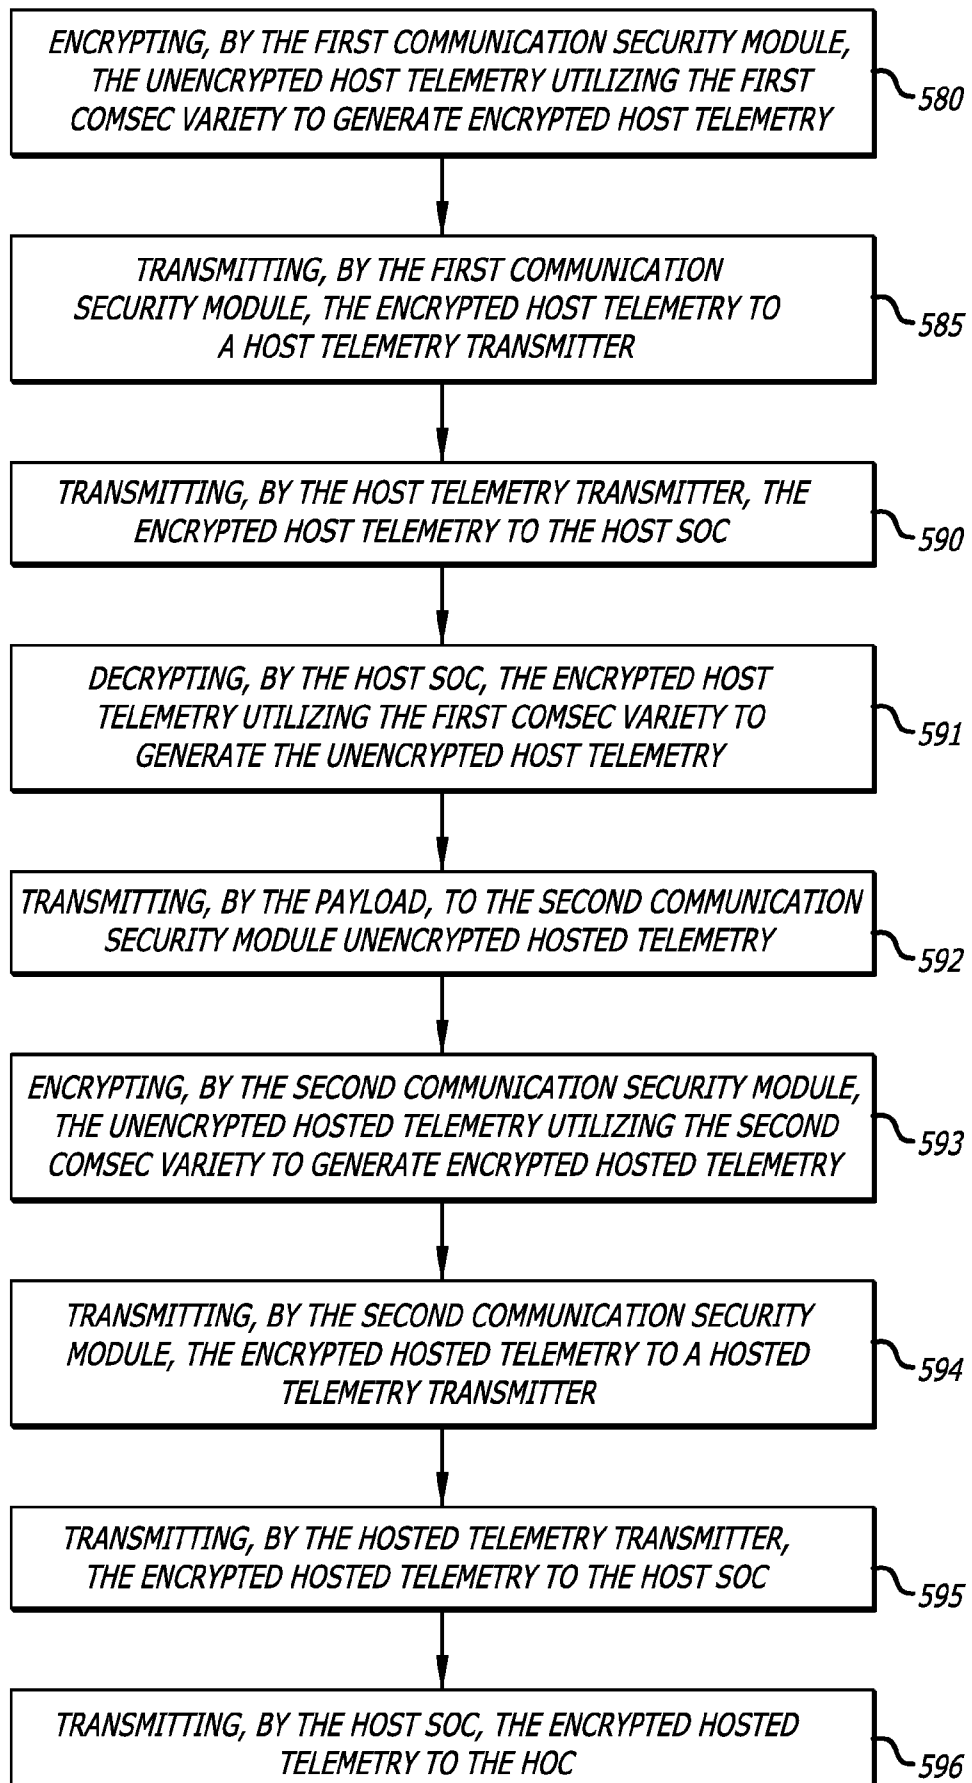 ENCRYPTING, BY THE FIRST COMMUNICATION SECURITY MODULE,
THE UNENCRYPTED HOST TELEMETRY UTILIZING THE FIRST
COMSEC VARIETY TO GENERATE ENCRYPTED HOST TELEMETRY
580
TRANSMITTING, BY THE FIRST COMMUNICATION
SECURITY MODULE, THE ENCRYPTED HOST TELEMETRY TO
A HOST TELEMETRY TRANSMITTER
585
TRANSMITTING, BY THE HOST TELEMETRY TRANSMITTER, THE
ENCRYPTED HOST TELEMETRY TO THE HOST SOC
590
DECRYPTING, BY THE HOST SOC, THE ENCRYPTED HOST
TELEMETRY UTILIZING THE FIRST COMSEC VARIETY TO
GENERATE THE UNENCRYPTED HOST TELEMETRY
591
TRANSMITTING, BY THE PAYLOAD, TO THE SECOND COMMUNICATION
SECURITY MODULE UNENCRYPTED HOSTED TELEMETRY
592
ENCRYPTING, BY THE SECOND COMMUNICATION SECURITY MODULE,
THE UNENCRYPTED HOSTED TELEMETRY UTILIZING THE SECOND
COMSEC VARIETY TO GENERATE ENCRYPTED HOSTED TELEMETRY
593
TRANSMITTING, BY THE SECOND COMMUNICATION SECURITY
MODULE, THE ENCRYPTED HOSTED TELEMETRY TO A HOSTED
TELEMETRY TRANSMITTER
594
TRANSMITTING, BY THE HOSTED TELEMETRY TRANSMITTER,
THE ENCRYPTED HOSTED TELEMETRY TO THE HOST SOC
595
TRANSMITTING, BY THE HOST SOC, THE ENCRYPTED HOSTED
TELEMETRY TO THE HOC
596